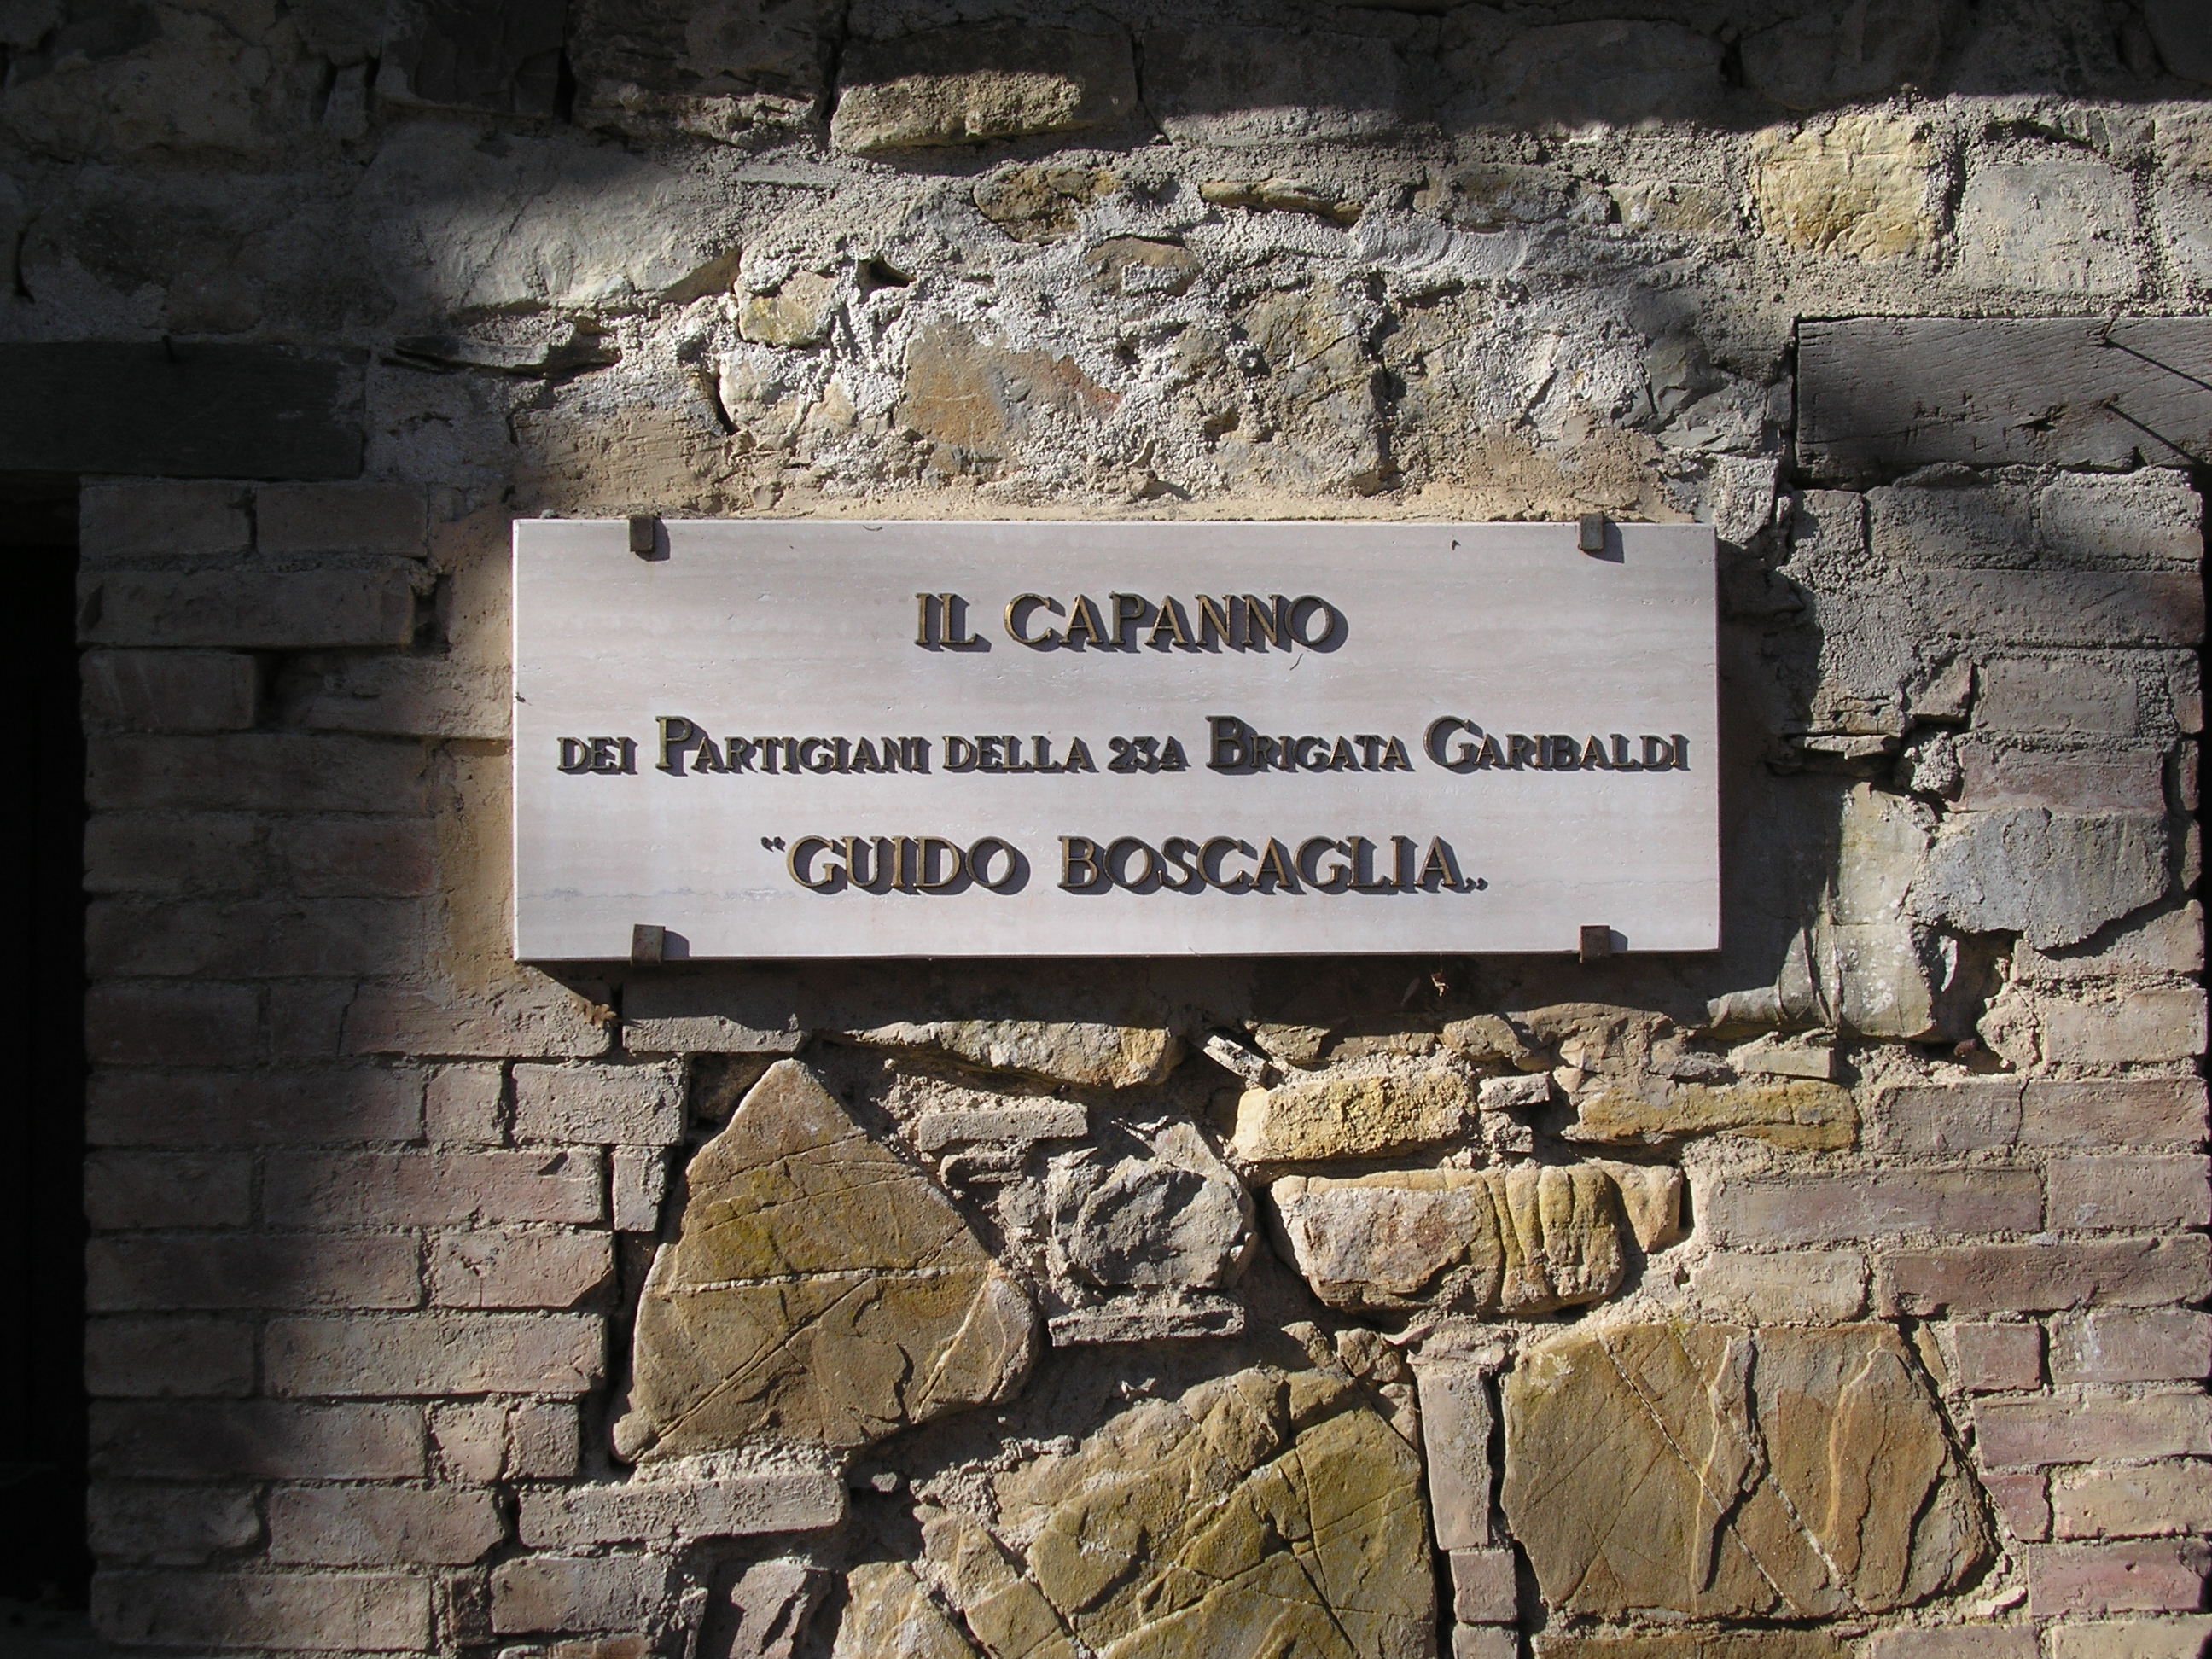 IL CAPANNO
DEI PARTIGIANI DELLA 23A BRIGATA GARIBALDI
“GUIDO BOSCAGLIA„